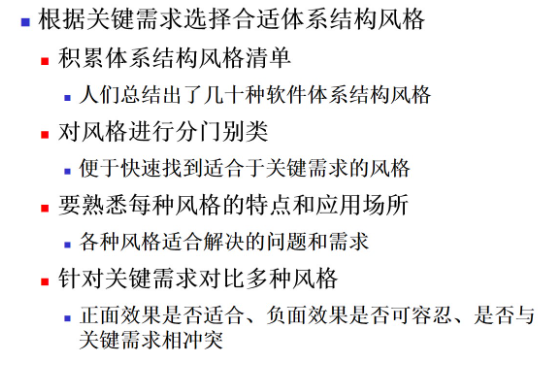 根据关键需求选择合适体系结构风格
积累体系结构风格清单
人们总结出了几十种软件体系结构风格
对风格进行分门别类
便于快速找到适合于关键需求的风格
要熟悉每种风格的特点和应用场所
各种风格适合解决的问题和需求
针对关键需求对比多种风格
正面效果是否适合、负面效果是否可容忍、是否与
关键需求相冲突